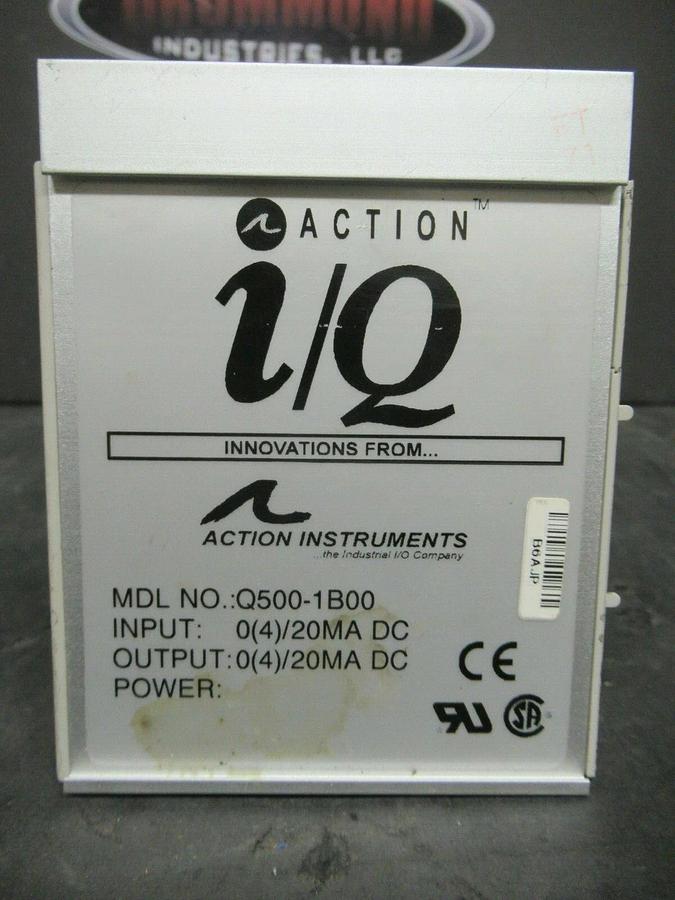 DRUMMOND
INDUSTRIES, LLC
ACTION™
i/Q
INNOVATIONS FROM...
ACTION INSTRUMENTS
...the Industrial I/O Company
B6AJP
MDL NO.:Q500-1B00
INPUT: 0(4)/20MA DC
OUTPUT:0(4)/20MA DC
POWER:
CE